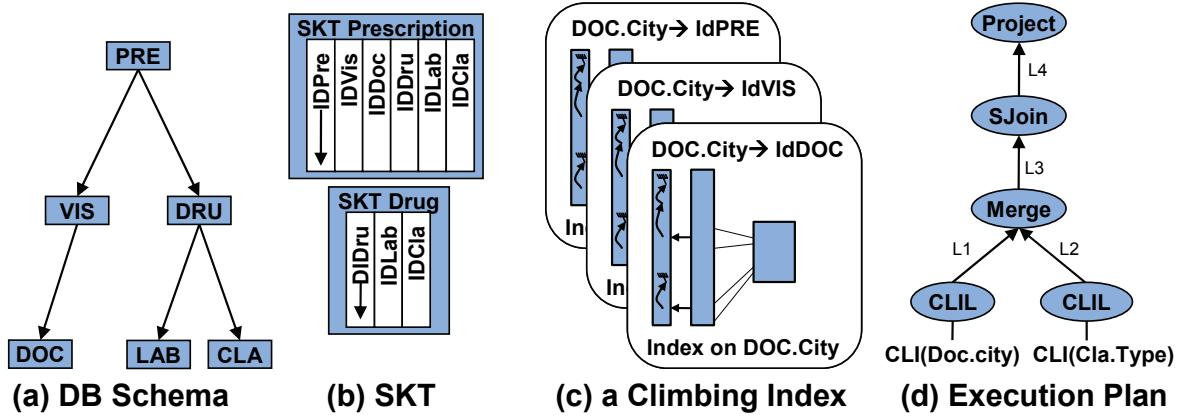 PRE
VIS
DRU
DOC
LAB
CLA
(a) DB Schema
SKT Prescription
IDPre
IDVis
IDDoc
IDDru
IDLab
IDCla
SKT Drug
DIDru
IDLab
IDCla
(b) SKT
DOC.City→ IdPRE
Ind
DOC.City→ IdVIS
In
DOC.City→ IdDOC
Index on DOC.City
(c) a Climbing Index
Project
L4
SJoin
L3
Merge
L1
L2
CLIL
CLIL
CLI(Doc.city)
CLI(Cla.Type)
(d) Execution Plan